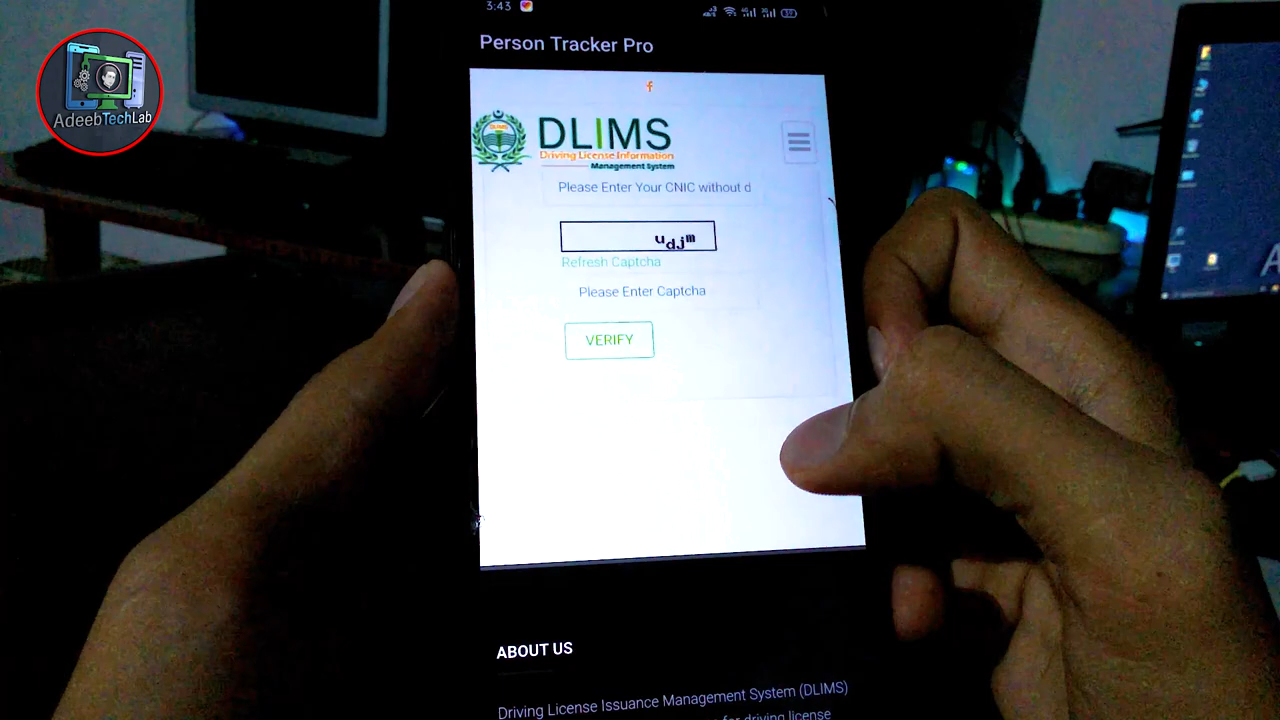 3:43
Person Tracker Pro
AdeebTechLab
DLIMS
Driving License Information
Management System
Please Enter Your CNIC without d
udjm
Refresh Captcha
Please Enter Captcha
VERIFY
ABOUT US
Driving License Issuance Management System (DLIMS)
for driving license